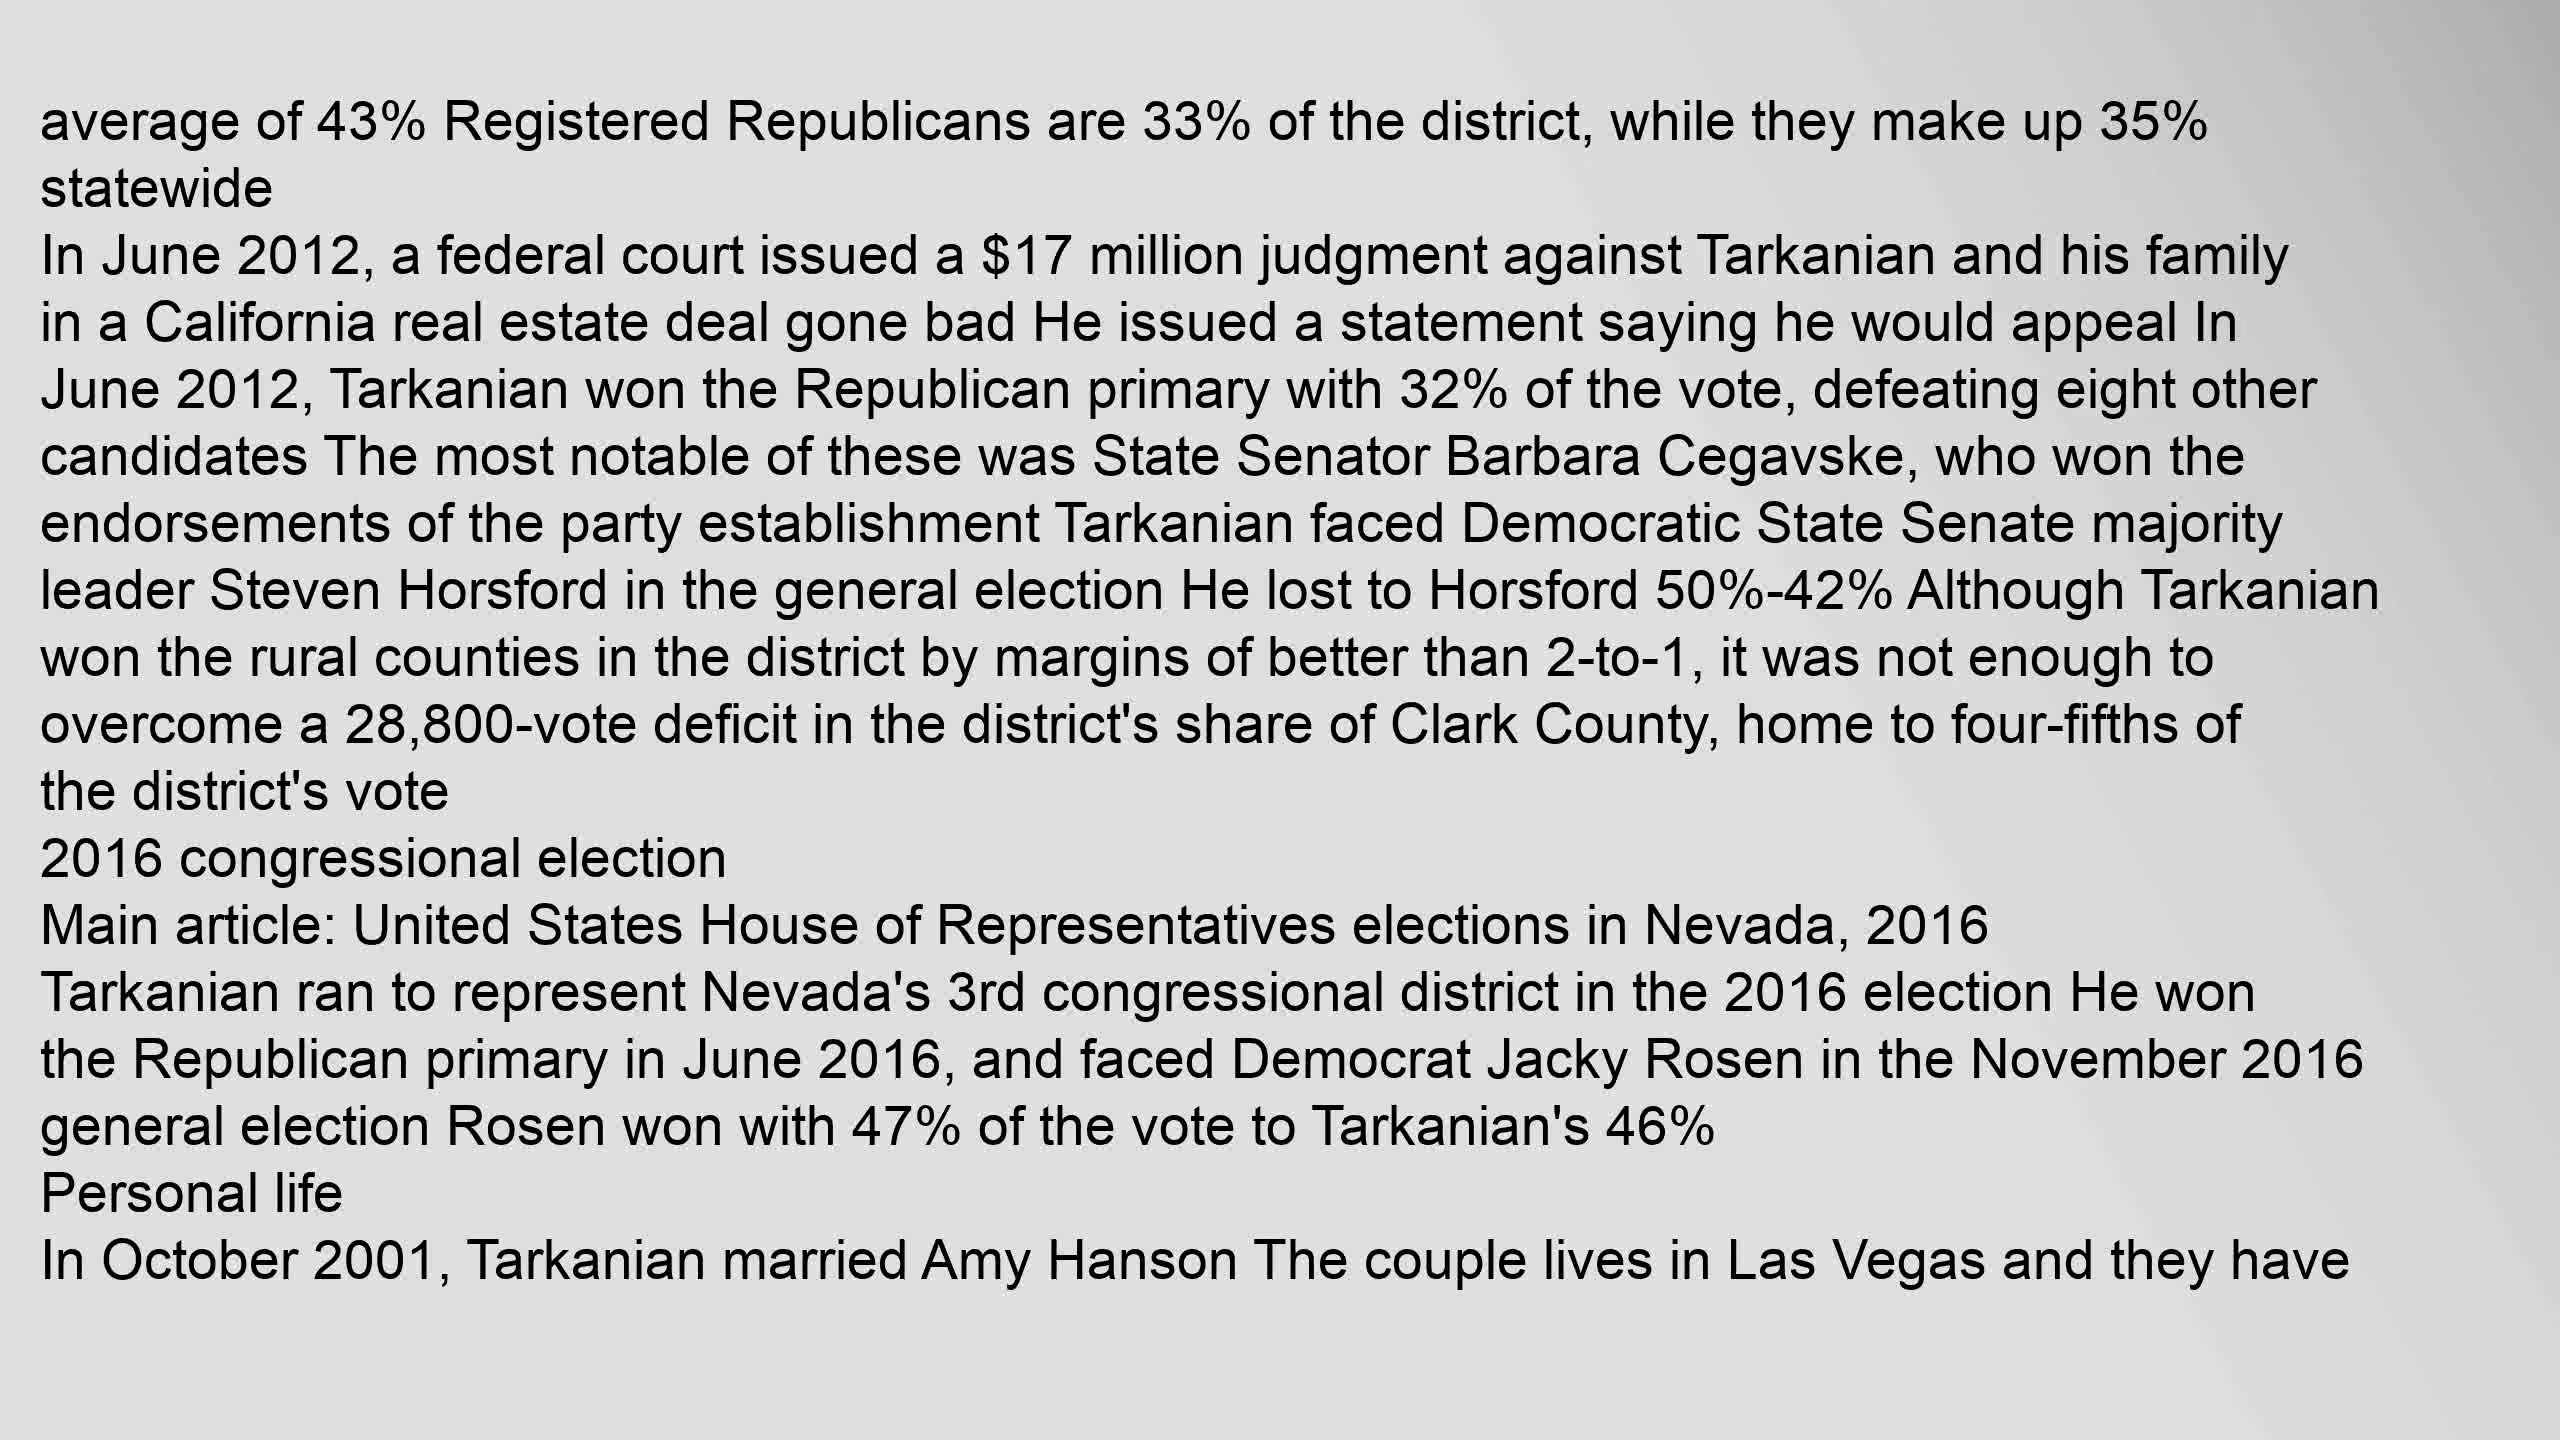 average of 43% Registered Republicans are 33% of the district, while they make up 35%
statewide
In June 2012, a federal court issued a $17 million judgment against Tarkanian and his family
in a California real estate deal gone bad He issued a statement saying he would appeal In
June 2012, Tarkanian won the Republican primary with 32% of the vote, defeating eight other
candidates The most notable of these was State Senator Barbara Cegavske, who won the
endorsements of the party establishment Tarkanian faced Democratic State Senate majority
leader Steven Horsford in the general election He lost to Horsford 50%-42% Although Tarkanian
won the rural counties in the district by margins of better than 2-to-1, it was not enough to
overcome a 28,800-vote deficit in the district's share of Clark County, home to four-fifths of
the district's vote
2016 congressional election
Main article: United States House of Representatives elections in Nevada, 2016
Tarkanian ran to represent Nevada's 3rd congressional district in the 2016 election He won
the Republican primary in June 2016, and faced Democrat Jacky Rosen in the November 2016
general election Rosen won with 47% of the vote to Tarkanian's 46%
Personal life
In October 2001, Tarkanian married Amy Hanson The couple lives in Las Vegas and they have